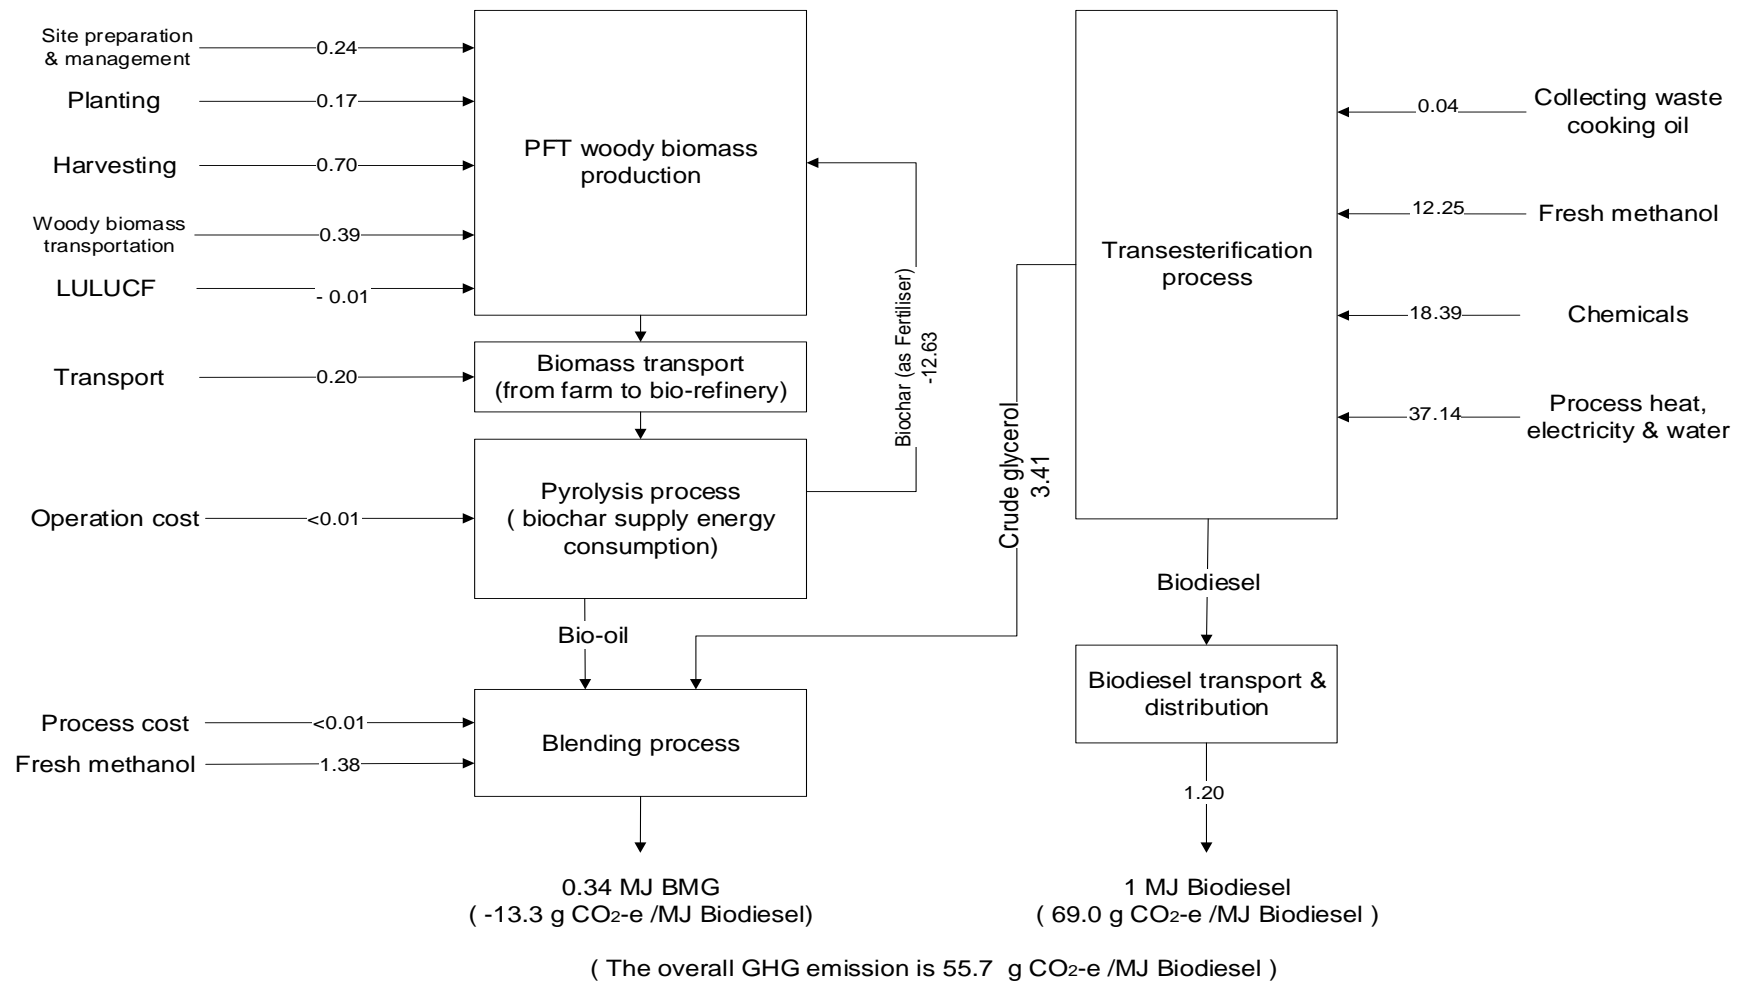 Site preparation
& management
0.24
Planting
0.17
Harvesting
0.70
Woody biomass
transportation
0.39
LULUCF
- 0.01
PFT woody biomass
production
Transport
0.20
Biomass transport
(from farm to bio-refinery)
Operation cost
<0.01
Pyrolysis process
( biochar supply energy
consumption)
Biochar (as Fertiliser)
-12.63
Bio-oil
Process cost
<0.01
Fresh methanol
1.38
Blending process
0.34 MJ BMG
( -13.3 g CO2-e /MJ Biodiesel)
Crude glycerol
3.41
Transesterification
process
0.04
Collecting waste
cooking oil
12.25
Fresh methanol
18.39
Chemicals
37.14
Process heat,
electricity & water
Biodiesel
Biodiesel transport &
distribution
1.20
1 MJ Biodiesel
( 69.0 g CO2-e /MJ Biodiesel )
( The overall GHG emission is 55.7 g CO2-e /MJ Biodiesel )